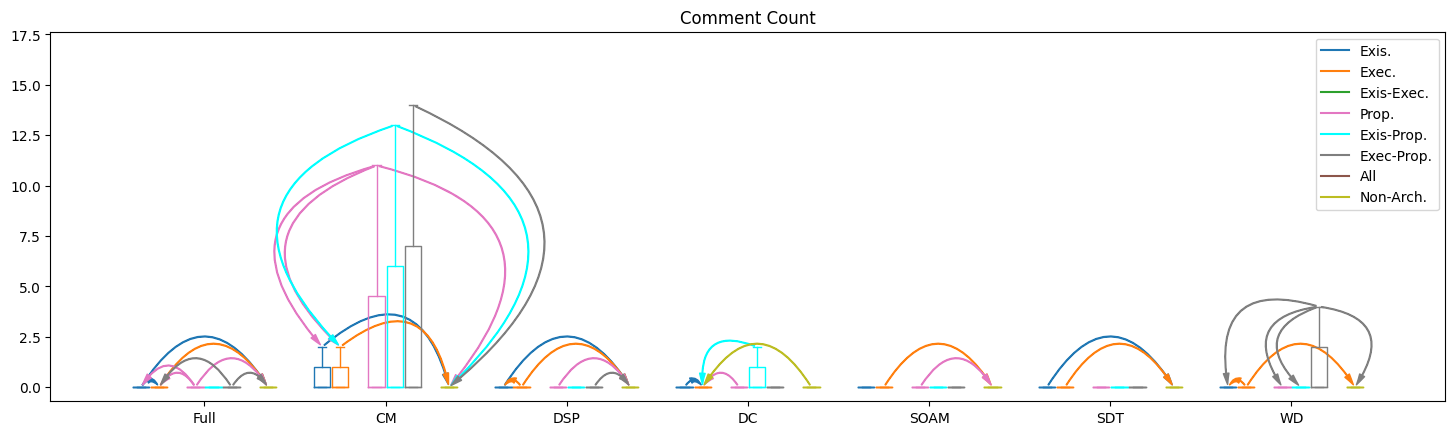 Comment Count
17.5
15.0
12.5
10.0
7.5
5.0
2.5
0.0
Full
CM
DSP
DC
SOAM
SDT
WD
Exis.
Exec.
Exis-Exec.
Prop.
Exis-Prop.
Exec-Prop.
All
Non-Arch.